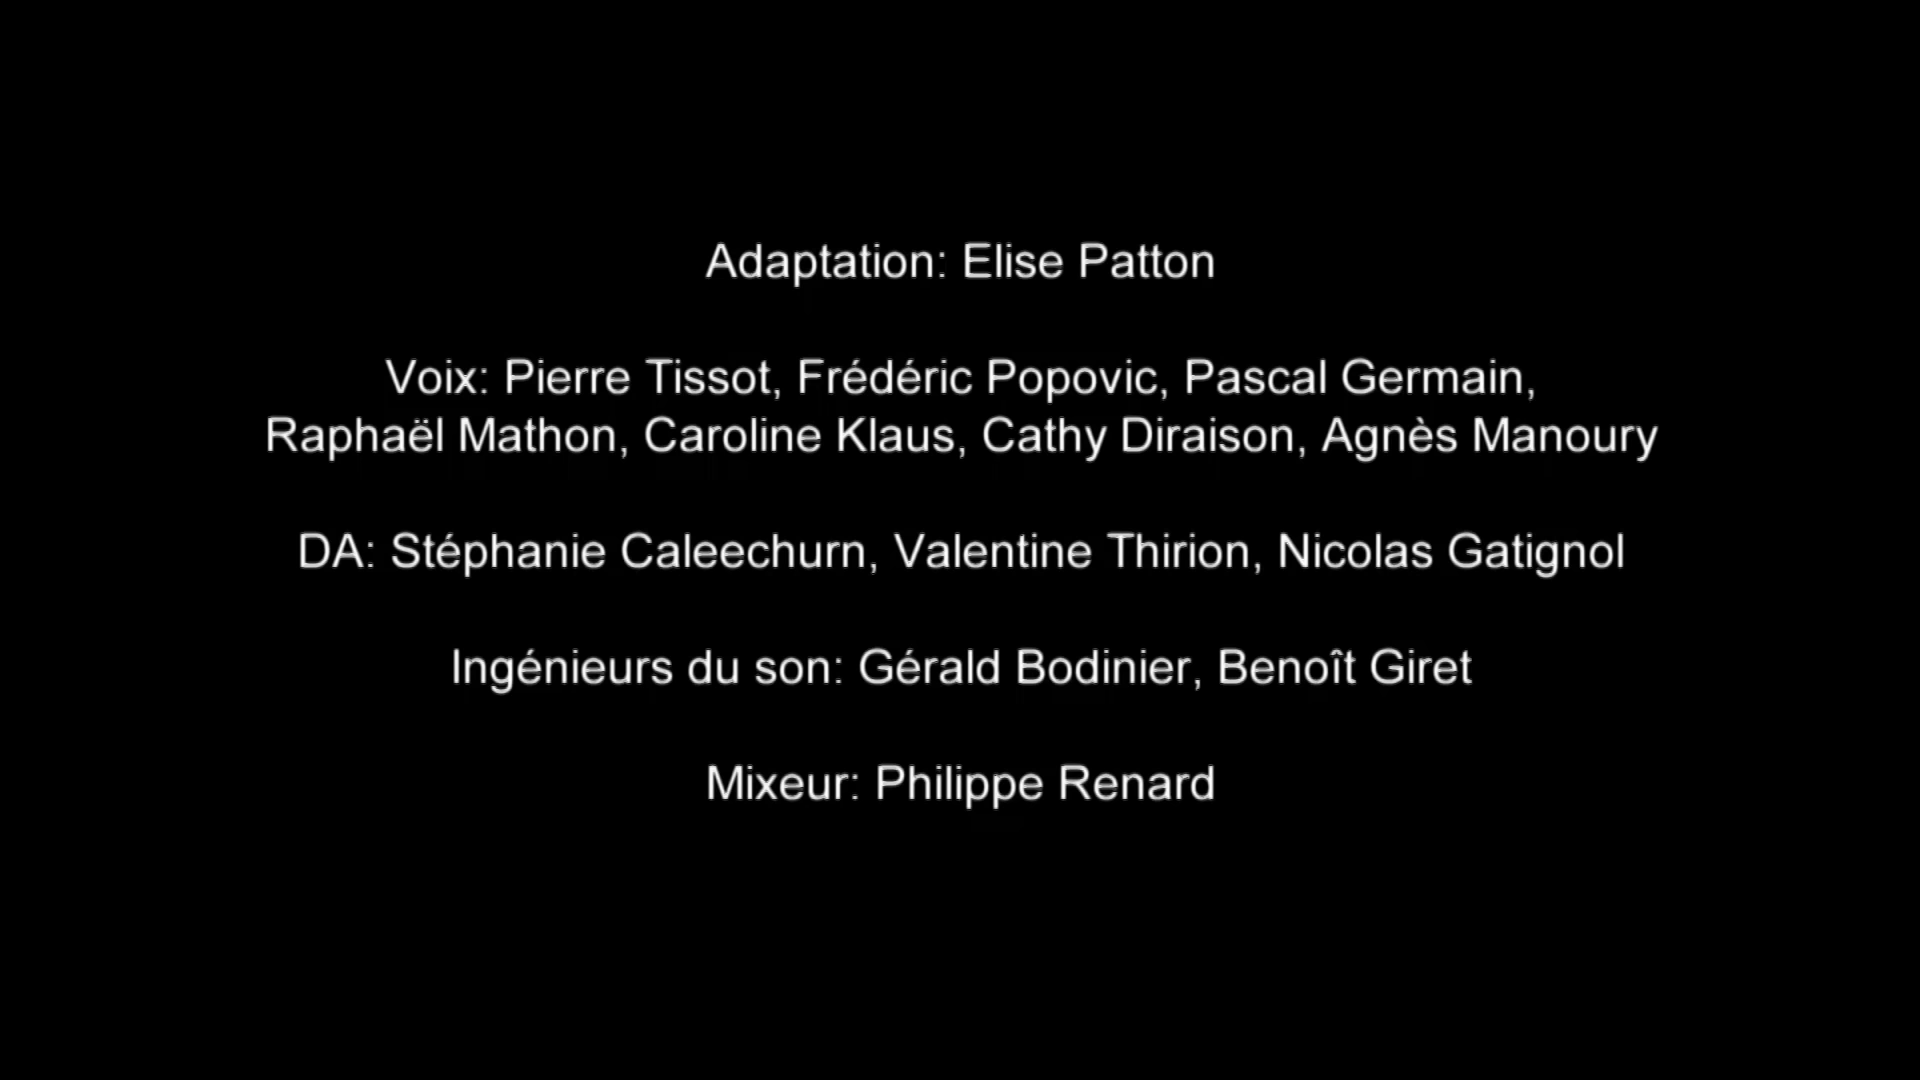 Adaptation: Elise Patton
Voix: Pierre Tissot, Frédéric Popovic, Pascal Germain,
Raphaël Mathon, Caroline Klaus, Cathy Diraison, Agnès Manoury
DA: Stéphanie Caleechurn, Valentine Thirion, Nicolas Gatignol
Ingénieurs du son: Gérald Bodinier, Benoît Giret
Mixeur: Philippe Renard